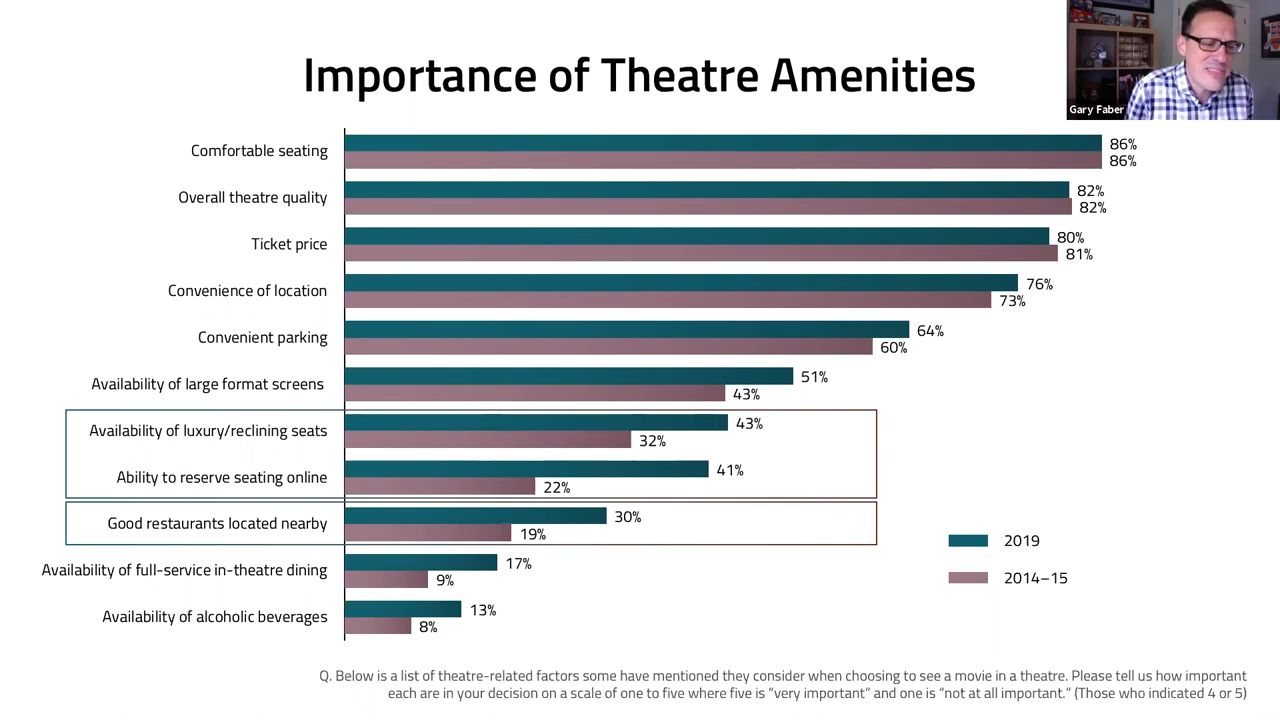 Importance of Theatre Amenities
Gary Faber
Comfortable seating
86%
86%
Overall theatre quality
82%
82%
Ticket price
80%
81%
Convenience of location
76%
73%
Convenient parking
64%
60%
Availability of large format screens
51%
43%
Availability of luxury/reclining seats
43%
32%
Ability to reserve seating online
41%
22%
Good restaurants located nearby
30%
19%
Availability of full-service in-theatre dining
17%
9%
Availability of alcoholic beverages
13%
8%
2019
2014–15
Q. Below is a list of theatre-related factors some have mentioned they consider when choosing to see a movie in a theatre. Please tell us how important
each are in your decision on a scale of one to five where five is “very important” and one is “not at all important.” (Those who indicated 4 or 5)